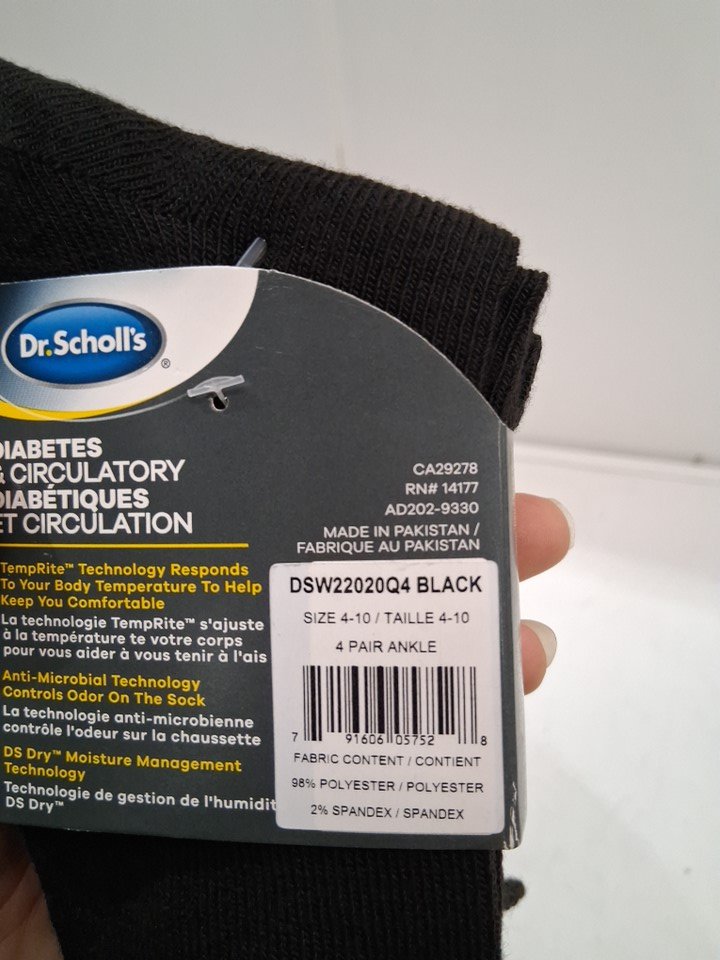 Dr.Scholl's®
DIABETES
& CIRCULATORY
DIABÉTIQUES
ET CIRCULATION
TempRite™ Technology Responds
To Your Body Temperature To Help
Keep You Comfortable
La technologie TempRite™ s'ajuste
à la température te votre corps
pour vous aider à vous tenir à l'ais
Anti-Microbial Technology
Controls Odor On The Sock
La technologie anti-microbienne
contrôle l'odeur sur la chaussette
DS Dry™ Moisture Management
Technology
Technologie de gestion de l'humidit
DS Dry™
CA29278
RN# 14177
AD202-9330
MADE IN PAKISTAN /
FABRIQUE AU PAKISTAN
DSW22020Q4 BLACK
SIZE 4-10 / TAILLE 4-10
4 PAIR ANKLE
7 91606 05752 8
FABRIC CONTENT / CONTIENT
98% POLYESTER / POLYESTER
2% SPANDEX / SPANDEX